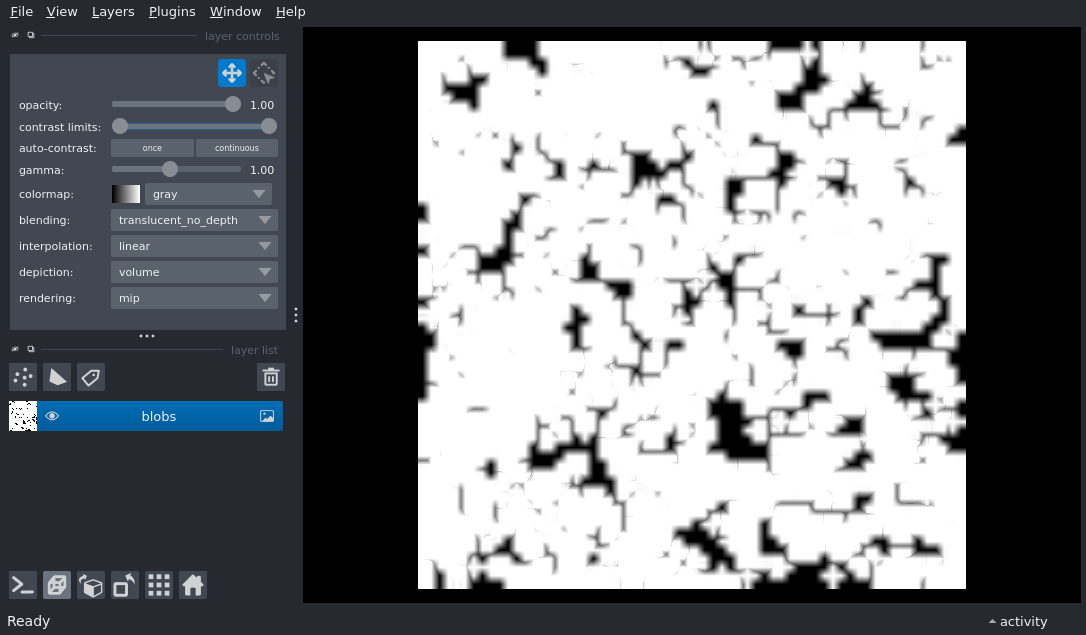 File View Layers Plugins Window Help
layer controls
opacity: 1.00
contrast limits:
auto-contrast: once continuous
gamma: 1.00
colormap: gray
blending: translucent_no_depth
interpolation: linear
depiction: volume
rendering: mip
layer list
blobs
Ready activity